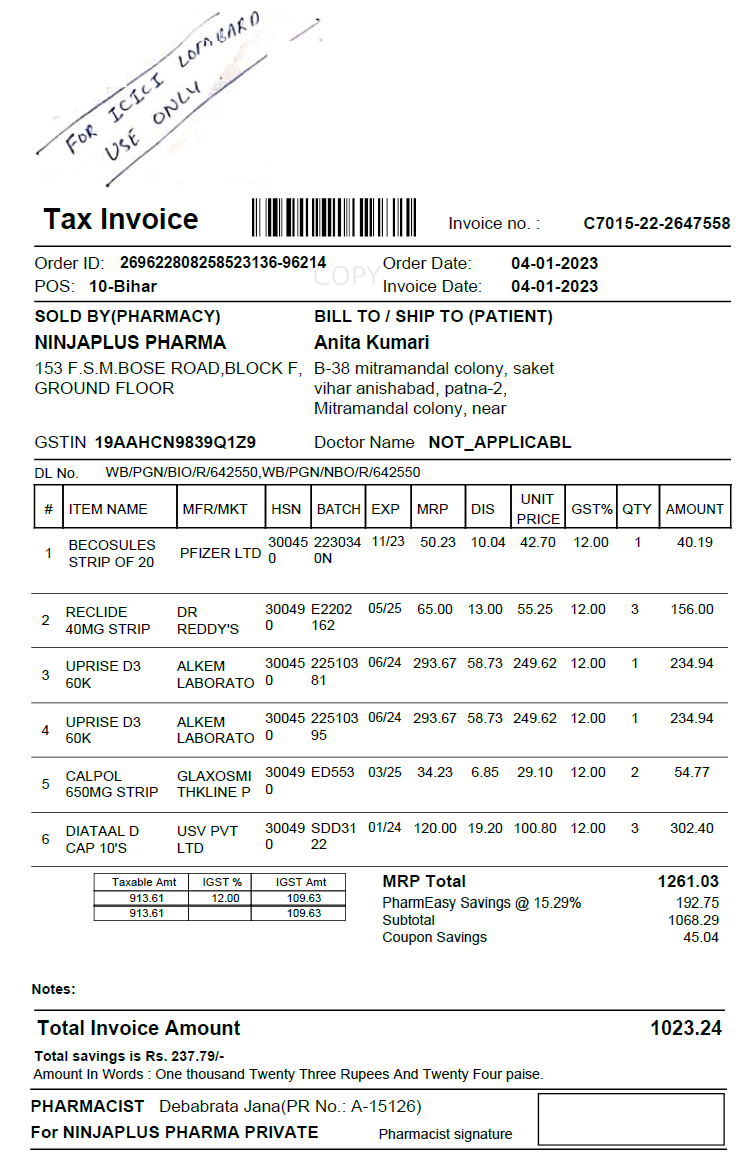 FOR ICICI LOMBARD
USE ONLY
Tax Invoice
Invoice no. : C7015-22-2647558
Order ID: 269622808258523136-96214
COPY
Order Date: 04-01-2023
POS: 10-Bihar
Invoice Date: 04-01-2023
SOLD BY(PHARMACY)
NINJAPLUS PHARMA
153 F.S.M.BOSE ROAD,BLOCK F,
GROUND FLOOR
BILL TO / SHIP TO (PATIENT)
Anita Kumari
B-38 mitramandal colony, saket
vihar anishabad, patna-2,
Mitramandal colony, near
GSTIN 19AAHCN9839Q1Z9
Doctor Name NOT_APPLICABL
DL No. WB/PGN/BIO/R/642550,WB/PGN/NBO/R/642550
# ITEM NAME MFR/MKT HSN BATCH EXP MRP DIS UNIT PRICE GST% QTY AMOUNT
1 BECOSULES STRIP OF 20 PFIZER LTD 300450 2230340N 11/23 50.23 10.04 42.70 12.00 1 40.19
2 RECLIDE 40MG STRIP DR REDDY'S 300490 E2202162 05/25 65.00 13.00 55.25 12.00 3 156.00
3 UPRISE D3 60K ALKEM LABORATO 300450 22510381 06/24 293.67 58.73 249.62 12.00 1 234.94
4 UPRISE D3 60K ALKEM LABORATO 300450 22510395 06/24 293.67 58.73 249.62 12.00 1 234.94
5 CALPOL 650MG STRIP GLAXOSMITHKLINE P 300490 ED553 03/25 34.23 6.85 29.10 12.00 2 54.77
6 DIATAAL D CAP 10'S USV PVT LTD 300490 SDD3122 01/24 120.00 19.20 100.80 12.00 3 302.40
Taxable Amt IGST % IGST Amt
913.61 12.00 109.63
913.61 109.63
MRP Total 1261.03
PharmEasy Savings @ 15.29% 192.75
Subtotal 1068.29
Coupon Savings 45.04
Notes:
Total Invoice Amount 1023.24
Total savings is Rs. 237.79/-
Amount In Words : One thousand Twenty Three Rupees And Twenty Four paise.
PHARMACIST Debabrata Jana(PR No.: A-15126)
For NINJAPLUS PHARMA PRIVATE
Pharmacist signature